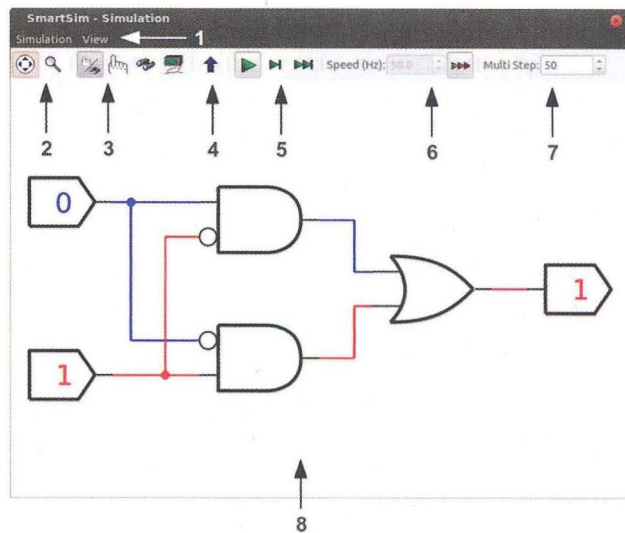 SmartSim - Simulation
Simulation View 1
Speed (Hz): 50.0 Multi Step: 50
2 3 4 5 6 7
0
1
1
8